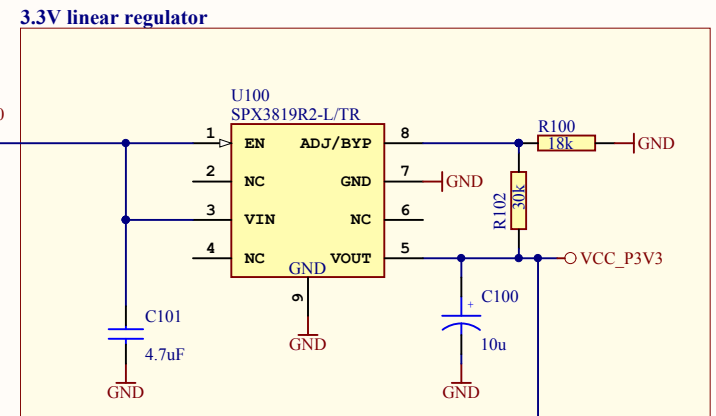 3.3V linear regulator
U100
SPX3819R2-L/TR
1 EN ADJ/BYP 8
2 NC GND 7 GND
3 VIN NC 6
4 NC VOUT 5
GND
9
GND
R100
18k GND
R102 30k
VCC_P3V3
C101
4.7uF
GND
+ C100
10u
GND